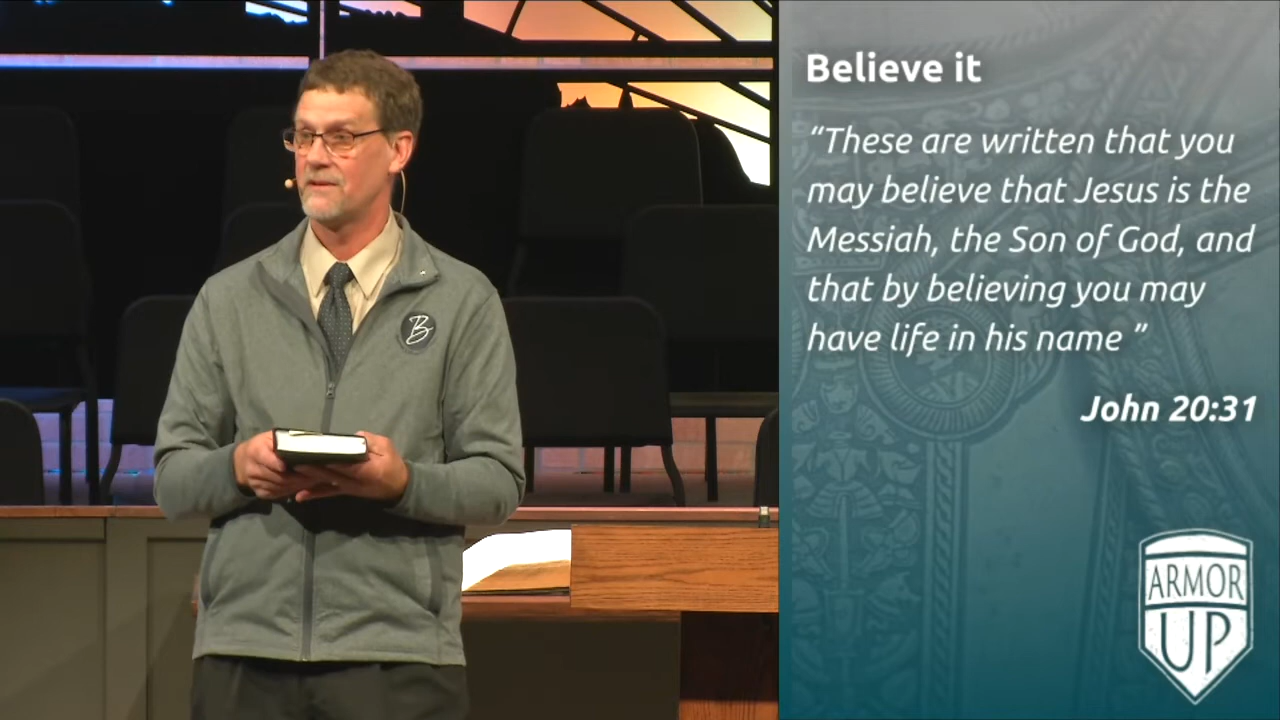 Believe it
“These are written that you
may believe that Jesus is the
Messiah, the Son of God, and
that by believing you may
have life in his name ”
John 20:31
B
ARMOR
UP